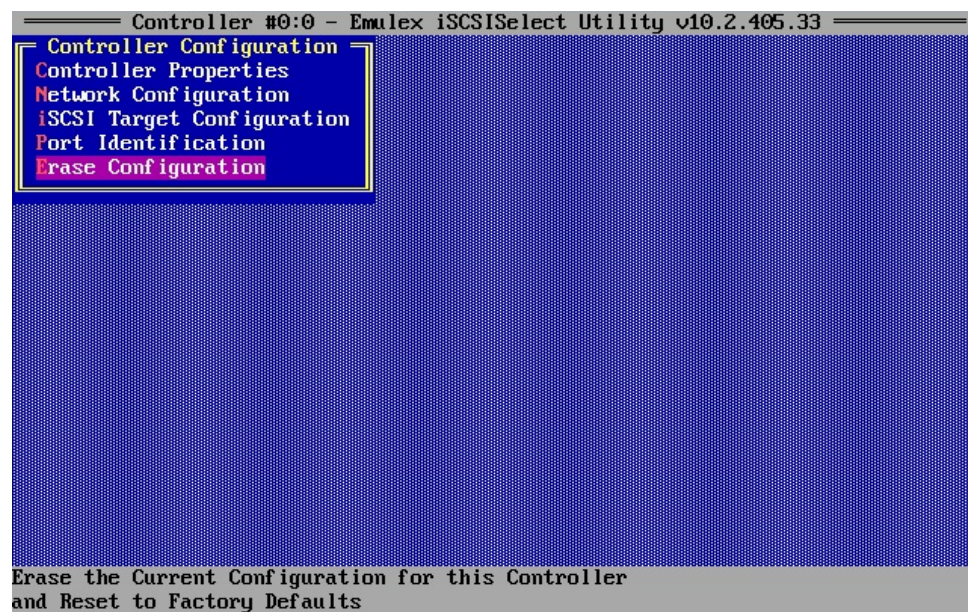 Controller #0:0 - Emulex iSCSISelect Utility v10.2.405.33
Controller Configuration
Controller Properties
Network Configuration
iSCSI Target Configuration
Port Identification
Erase Configuration
Erase the Current Configuration for this Controller
and Reset to Factory Defaults